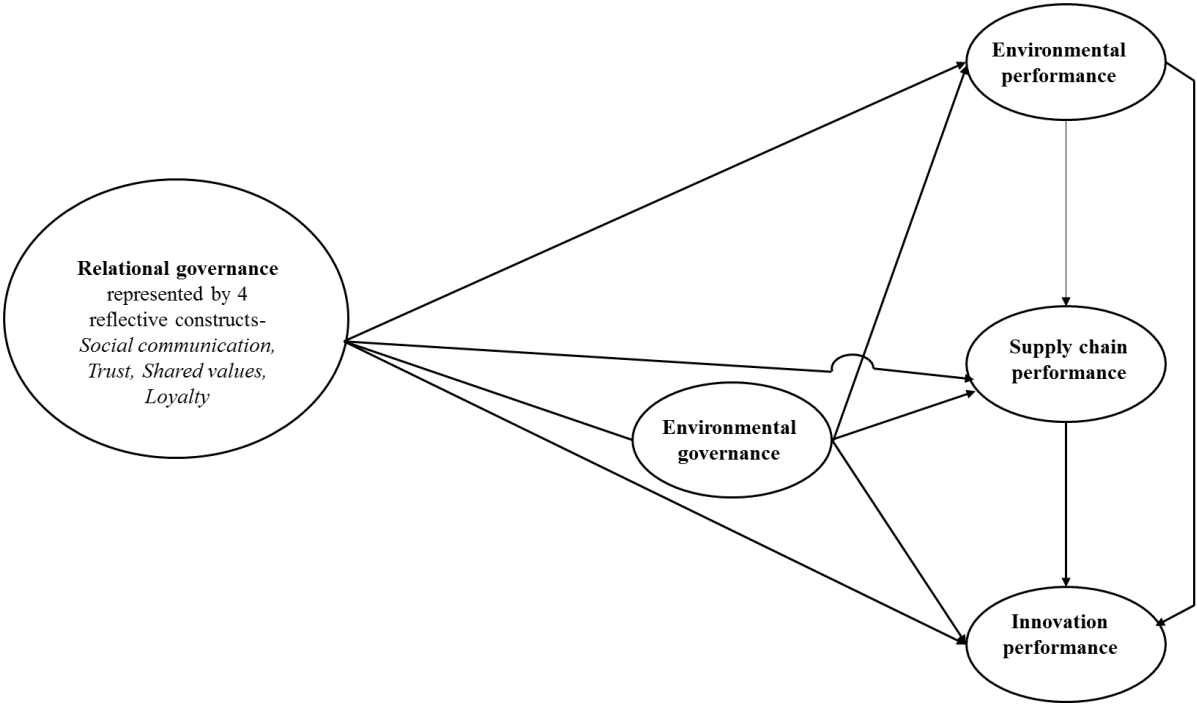 Environmental
performance
Relational governance
represented by 4
reflective constructs-
Social communication,
Trust, Shared values,
Loyalty
Supply chain
performance
Environmental
governance
Innovation
performance